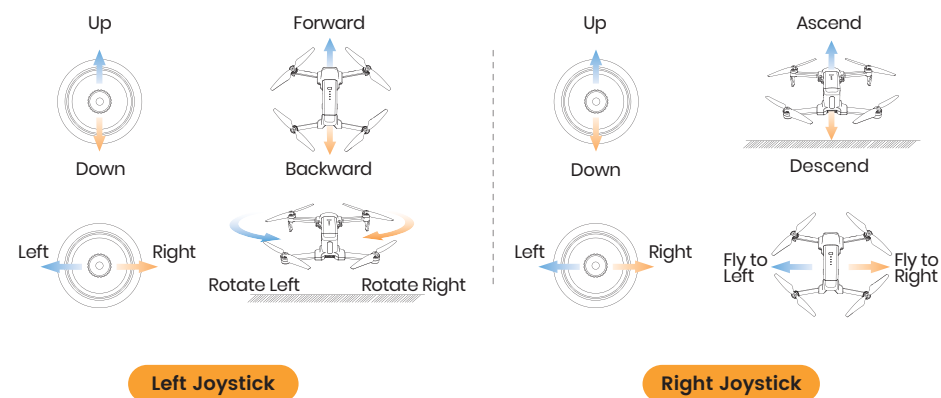 Up
Forward
Down
Backward
Left
Right
Rotate Left
Rotate Right
Left Joystick
Up
Ascend
Down
Descend
Left
Right
Fly to
Left
Fly to
Right
Right Joystick